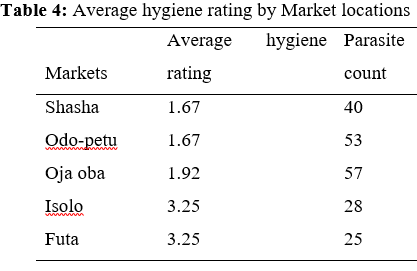 Table 4: Average hygiene rating by Market locations
Average hygiene Parasite
Markets rating count
Shasha 1.67 40
Odo-petu 1.67 53
Oja oba 1.92 57
Isolo 3.25 28
Futa 3.25 25